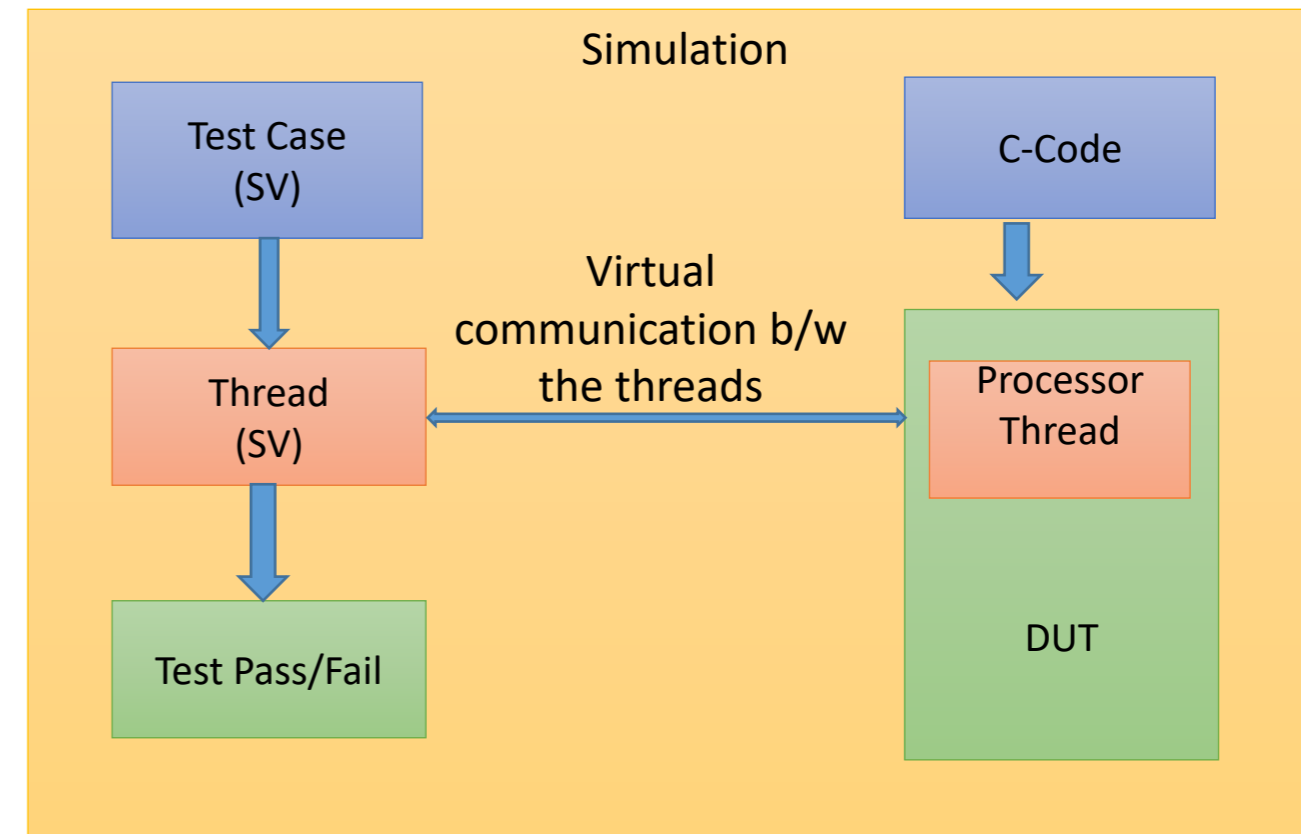 Simulation
Test Case
(SV)
C-Code
Virtual
communication b/w
the threads
Thread
(SV)
Processor
Thread
Test Pass/Fail
DUT